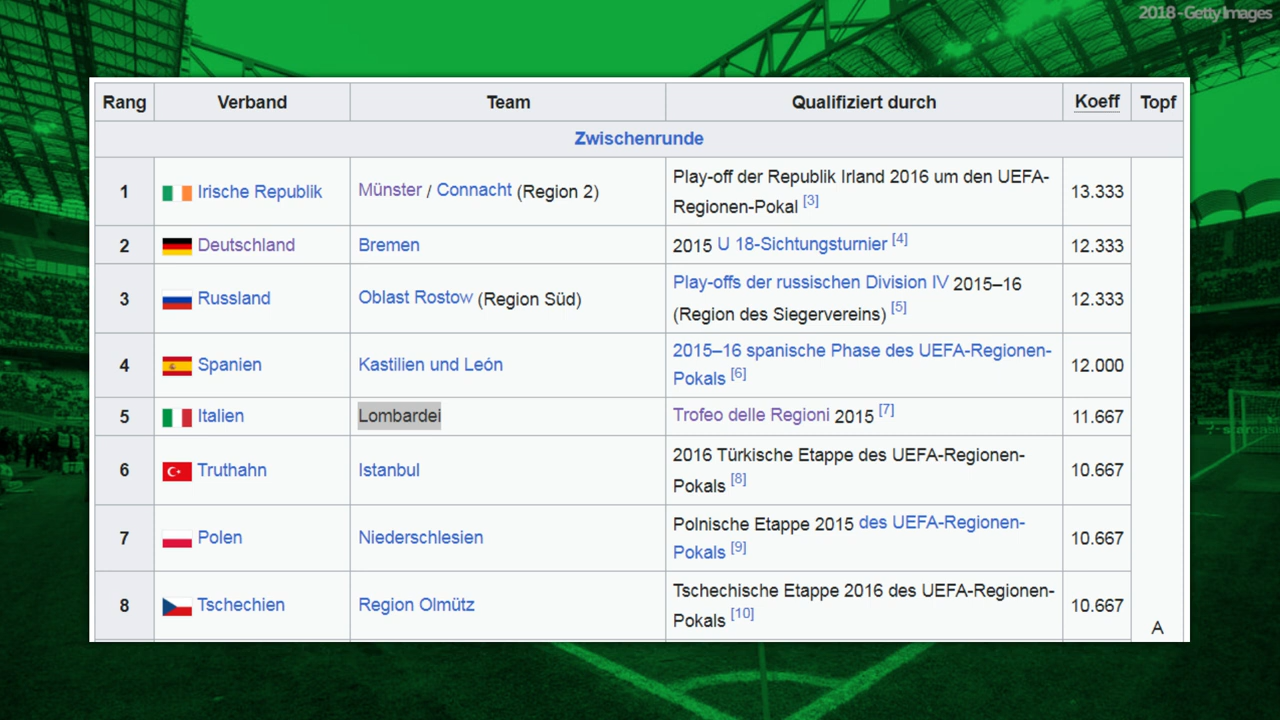 2018 - Getty Images
Rang Verband Team Qualifiziert durch Koeff Topf
Zwischenrunde
1 Irische Republik Münster / Connacht (Region 2) Play-off der Republik Irland 2016 um den UEFA-
Regionen-Pokal [3] 13.333
2 Deutschland Bremen 2015 U 18-Sichtungsturnier [4] 12.333
3 Russland Oblast Rostow (Region Süd) Play-offs der russischen Division IV 2015–16
(Region des Siegervereins) [5] 12.333
4 Spanien Kastilien und León 2015–16 spanische Phase des UEFA-Regionen-
Pokals [6] 12.000
5 Italien Lombardei Trofeo delle Regioni 2015 [7] 11.667
6 Truthahn Istanbul 2016 Türkische Etappe des UEFA-Regionen-
Pokals [8] 10.667
7 Polen Niederschlesien Polnische Etappe 2015 des UEFA-Regionen-
Pokals [9] 10.667
8 Tschechien Region Olmütz Tschechische Etappe 2016 des UEFA-Regionen-
Pokals [10] 10.667
A